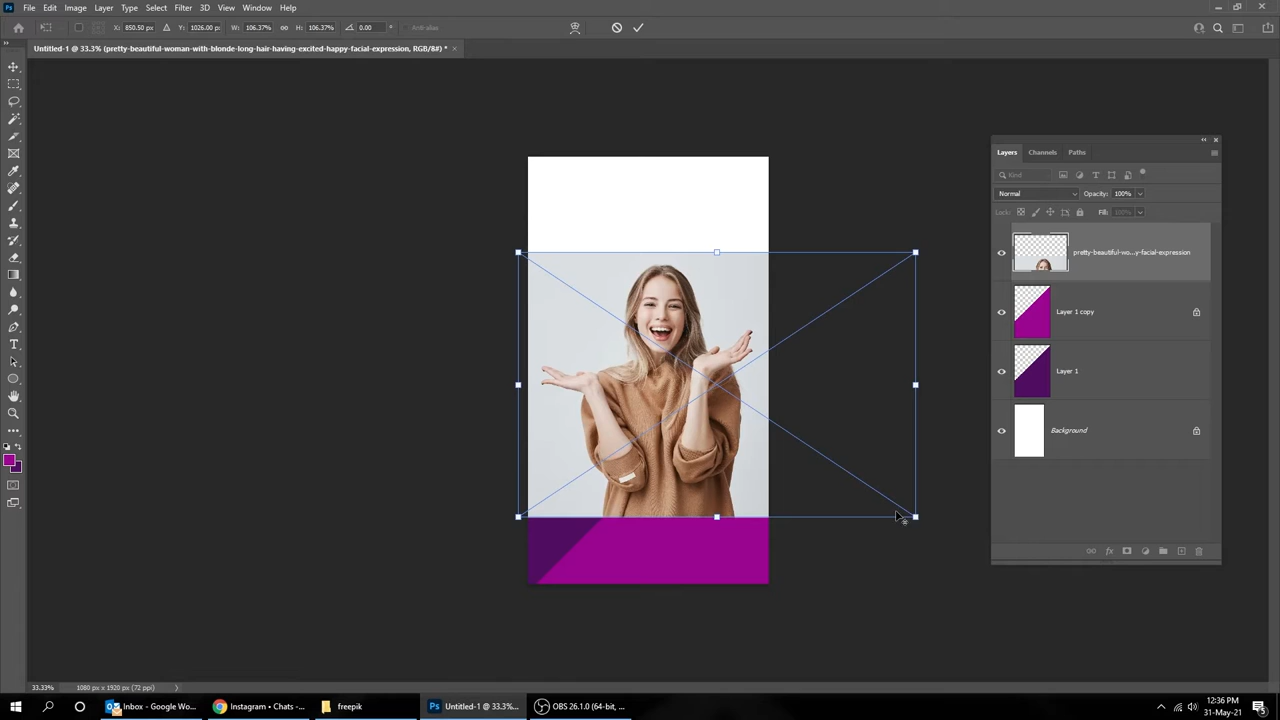 File Edit Image Layer Type Select Filter 3D View Window Help
X: 850.50 px Y: 1026.00 px W: 106.37% H: 106.37% 0.00 ° Anti-alias
Untitled-1 @ 33.3% (pretty-beautiful-woman-with-blonde-long-hair-having-excited-happy-facial-expression, RGB/8#) *
Layers Channels Paths
Kind
Normal Opacity: 100%
Lock: Fill: 100%
pretty-beautiful-wo...y-facial-expression
Layer 1 copy
Layer 1
Background
33.33% 1080 px x 1920 px (72 ppi)
Inbox - Google Wo... Instagram • Chats -... freepik Untitled-1 @ 33.3%... OBS 26.1.0 (64-bit, ...
12:36 PM
31-May-21